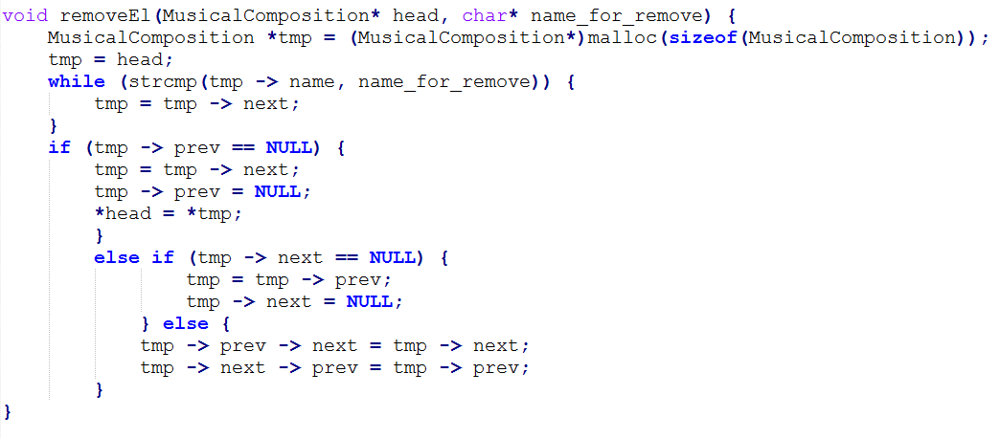 void removeEl(MusicalComposition* head, char* name_for_remove) {
    MusicalComposition *tmp = (MusicalComposition*)malloc(sizeof(MusicalComposition));
    tmp = head;
    while (strcmp(tmp -> name, name_for_remove)) {
        tmp = tmp -> next;
    }
    if (tmp -> prev == NULL) {
        tmp = tmp -> next;
        tmp -> prev = NULL;
        *head = *tmp;
        }
        else if (tmp -> next == NULL) {
                tmp = tmp -> prev;
                tmp -> next = NULL;
            } else {
            tmp -> prev -> next = tmp -> next;
            tmp -> next -> prev = tmp -> prev;
        }
}